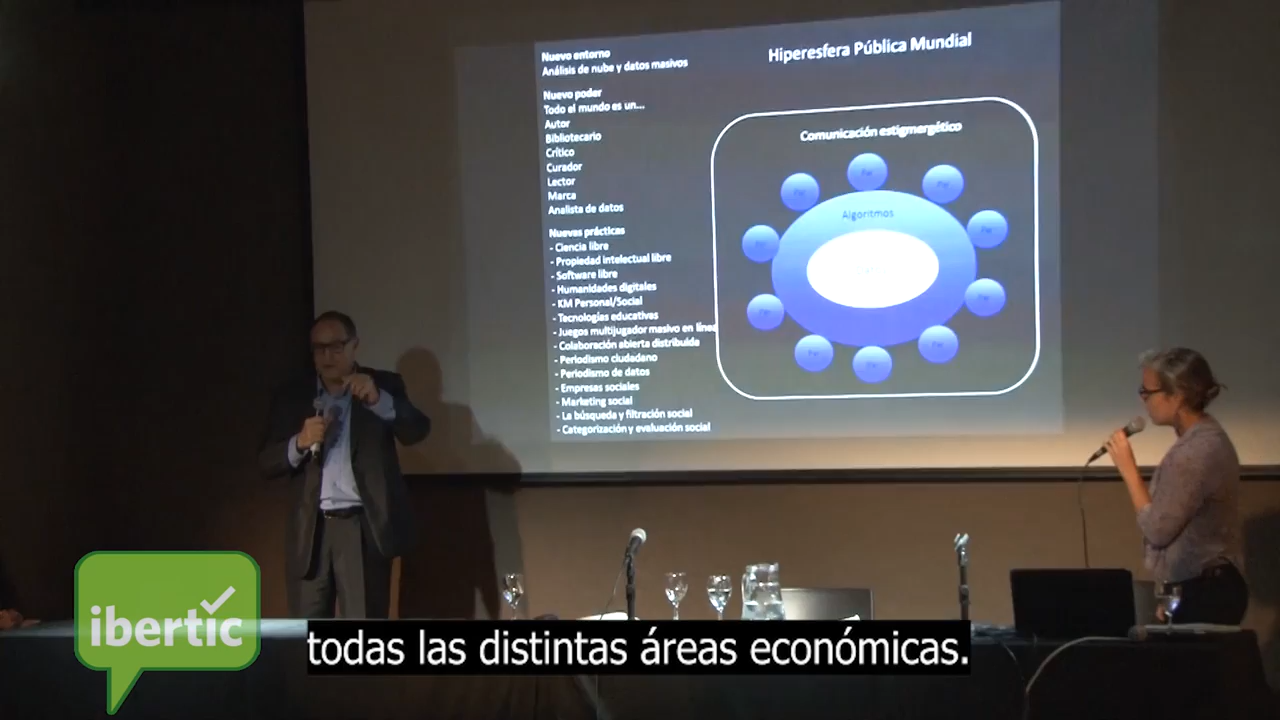 Nuevo entorno
Análisis de nube y datos masivos
Nuevo poder
Todo el mundo es un...
Autor
Bibliotecario
Crítico
Curador
Lector
Marca
Analista de datos
Nuevas prácticas
- Ciencia libre
- Propiedad intelectual libre
- Software libre
- Humanidades digitales
- KM Personal/Social
- Tecnologías educativas
- Juegos multijugador masivo en línea
- Colaboración abierta distribuida
- Periodismo ciudadano
- Periodismo de datos
- Empresas sociales
- Marketing social
- La búsqueda y filtración social
- Categorización y evaluación social
Hiperesfera Pública Mundial
Comunicación estigmergético
Algoritmos
ibertic
todas las distintas áreas económicas.